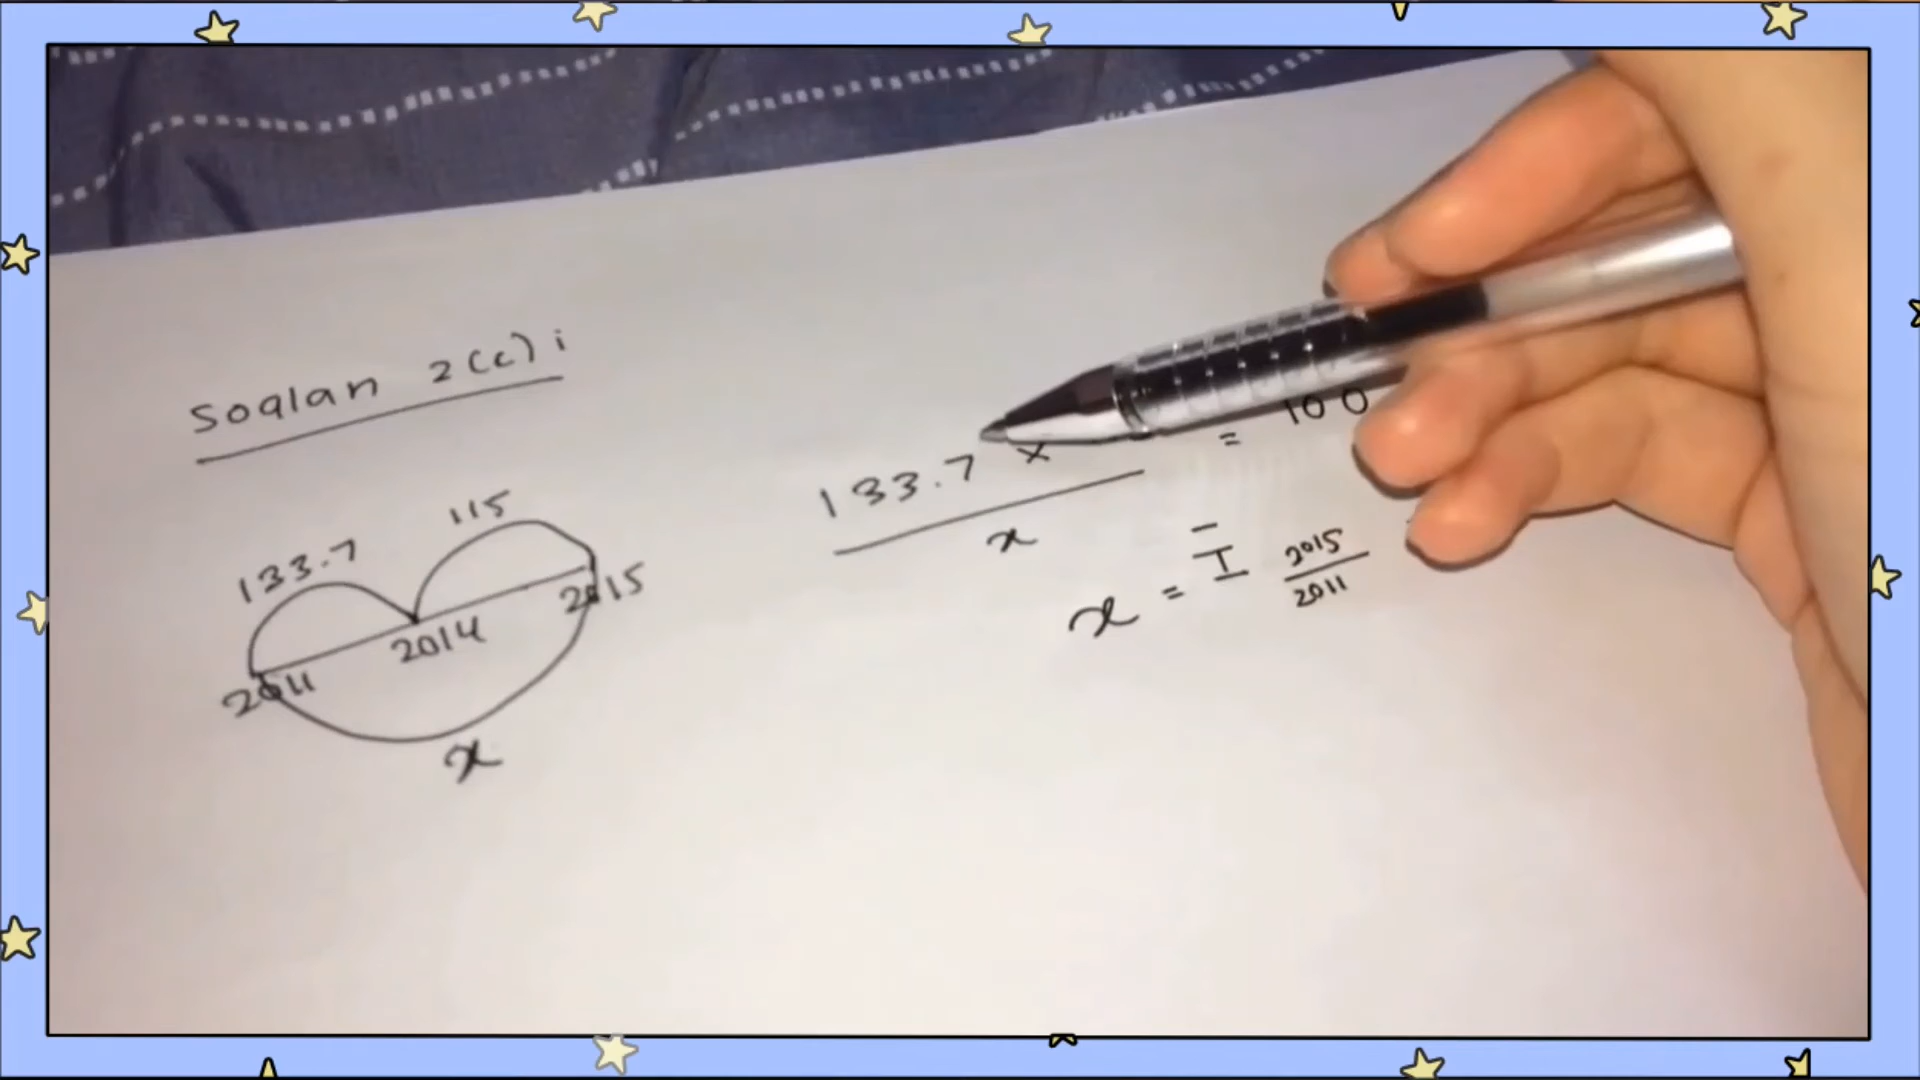 Soalan 2(c) i
133.7
115
2011
2014
2015
x
133.7 ×
x
= 100
x = Ī 2015
2011